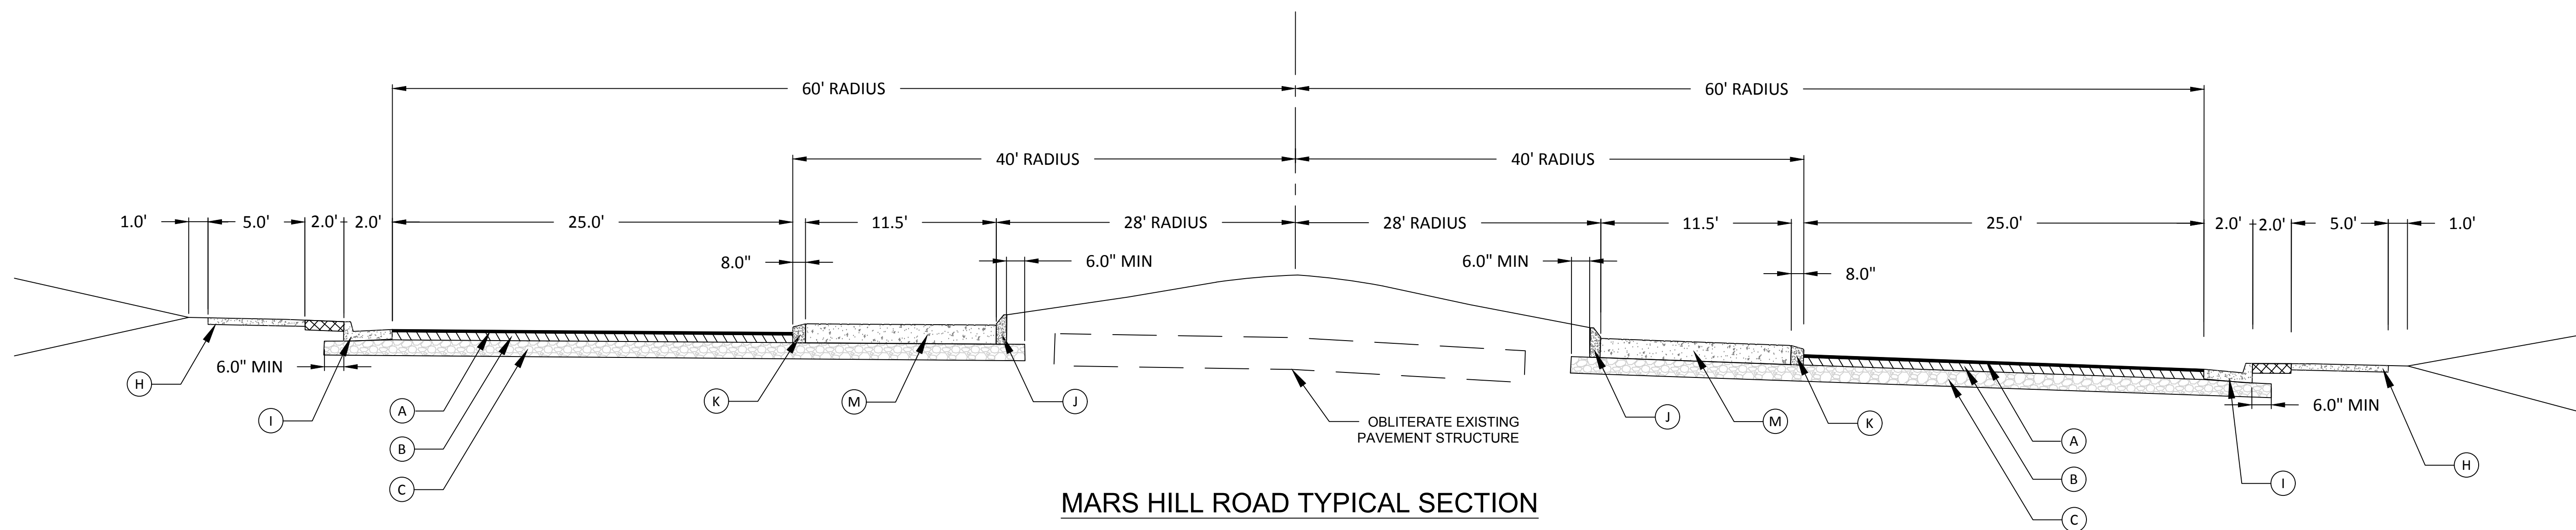 60' RADIUS 60' RADIUS
40' RADIUS 40' RADIUS
1.0' 5.0' 2.0' 2.0' 25.0' 11.5' 28' RADIUS 28' RADIUS 11.5' 25.0' 2.0' 2.0' 5.0' 1.0'
8.0" 6.0" MIN 6.0" MIN 8.0"
6.0" MIN 6.0" MIN
H I A B C K M J J M K A B C I H
OBLITERATE EXISTING
PAVEMENT STRUCTURE
MARS HILL ROAD TYPICAL SECTION